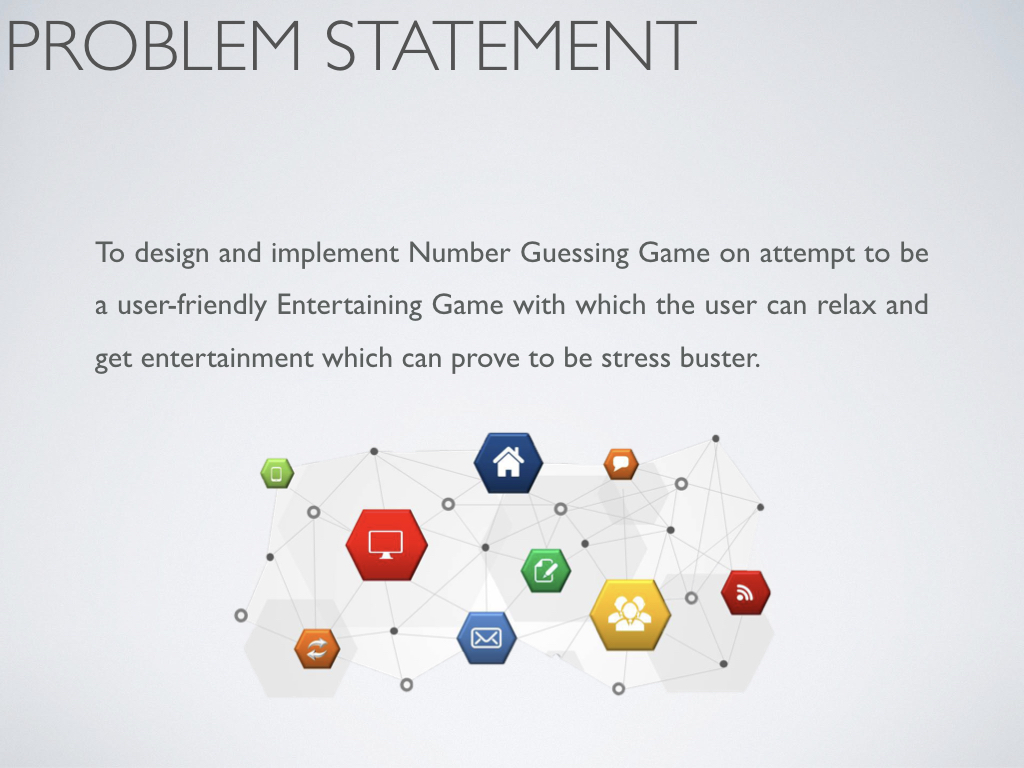 PROBLEM STATEMENT
To design and implement Number Guessing Game on attempt to be
a user-friendly Entertaining Game with which the user can relax and
get entertainment which can prove to be stress buster.